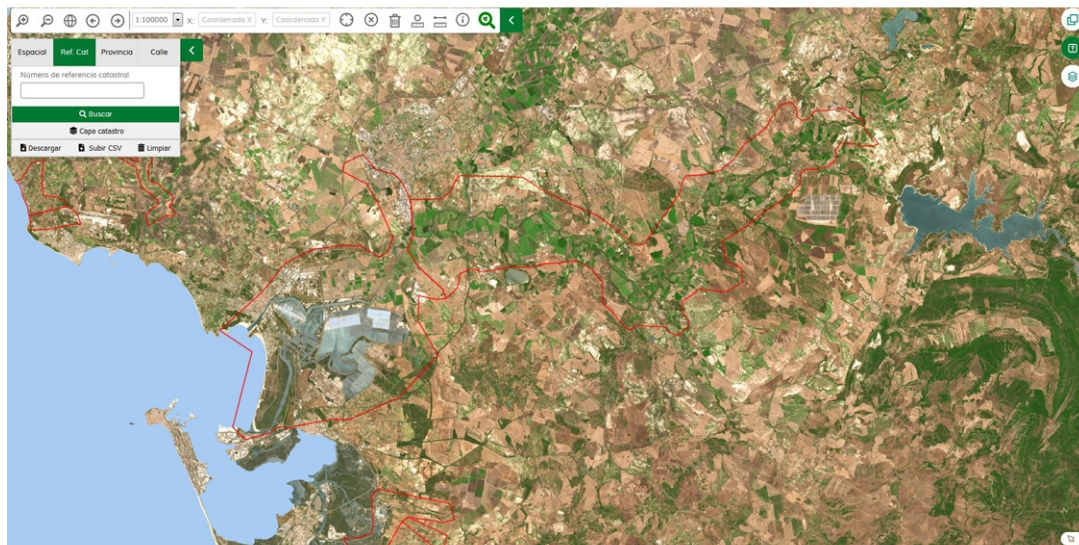 1:100000 X: Coordenada X Y: Coordenada Y
Espacial Ref. Cat Provincia Calle
Número de referencia catastral
Buscar
Capa catastro
Descargar Subir CSV Limpiar